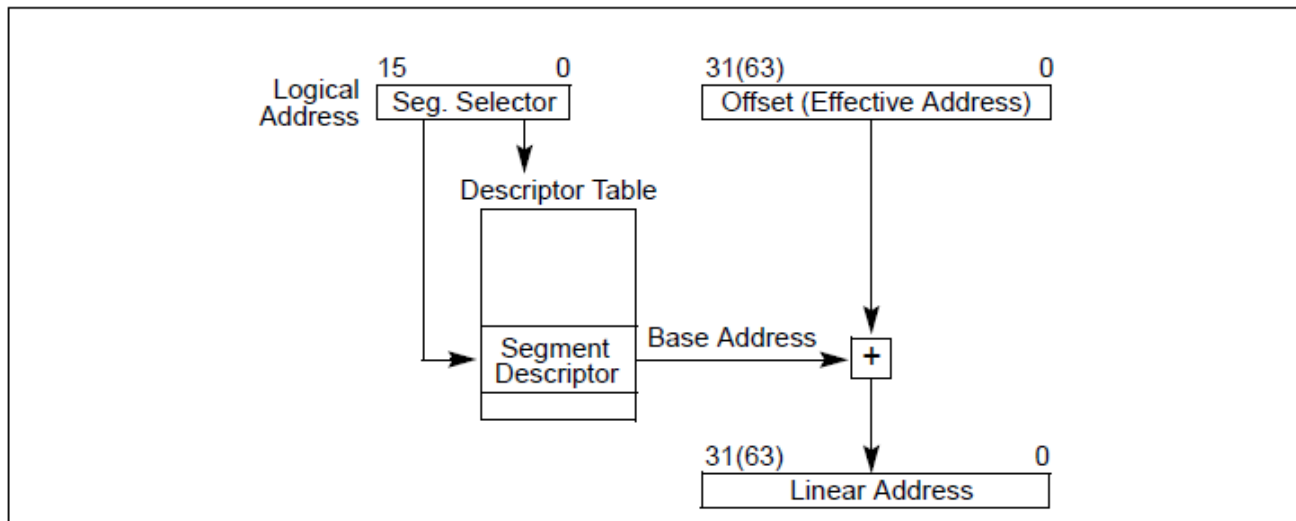 15 0
31(63) 0
Logical
Address
Seg. Selector
Offset (Effective Address)
Descriptor Table
Segment
Descriptor
Base Address
+
31(63) 0
Linear Address